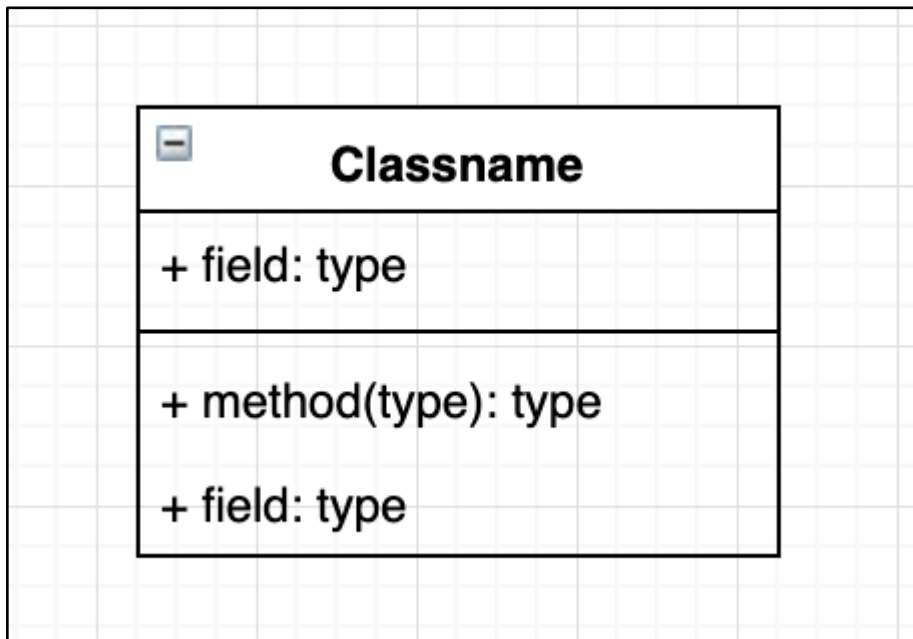 Classname
+ field: type
+ method(type): type
+ field: type